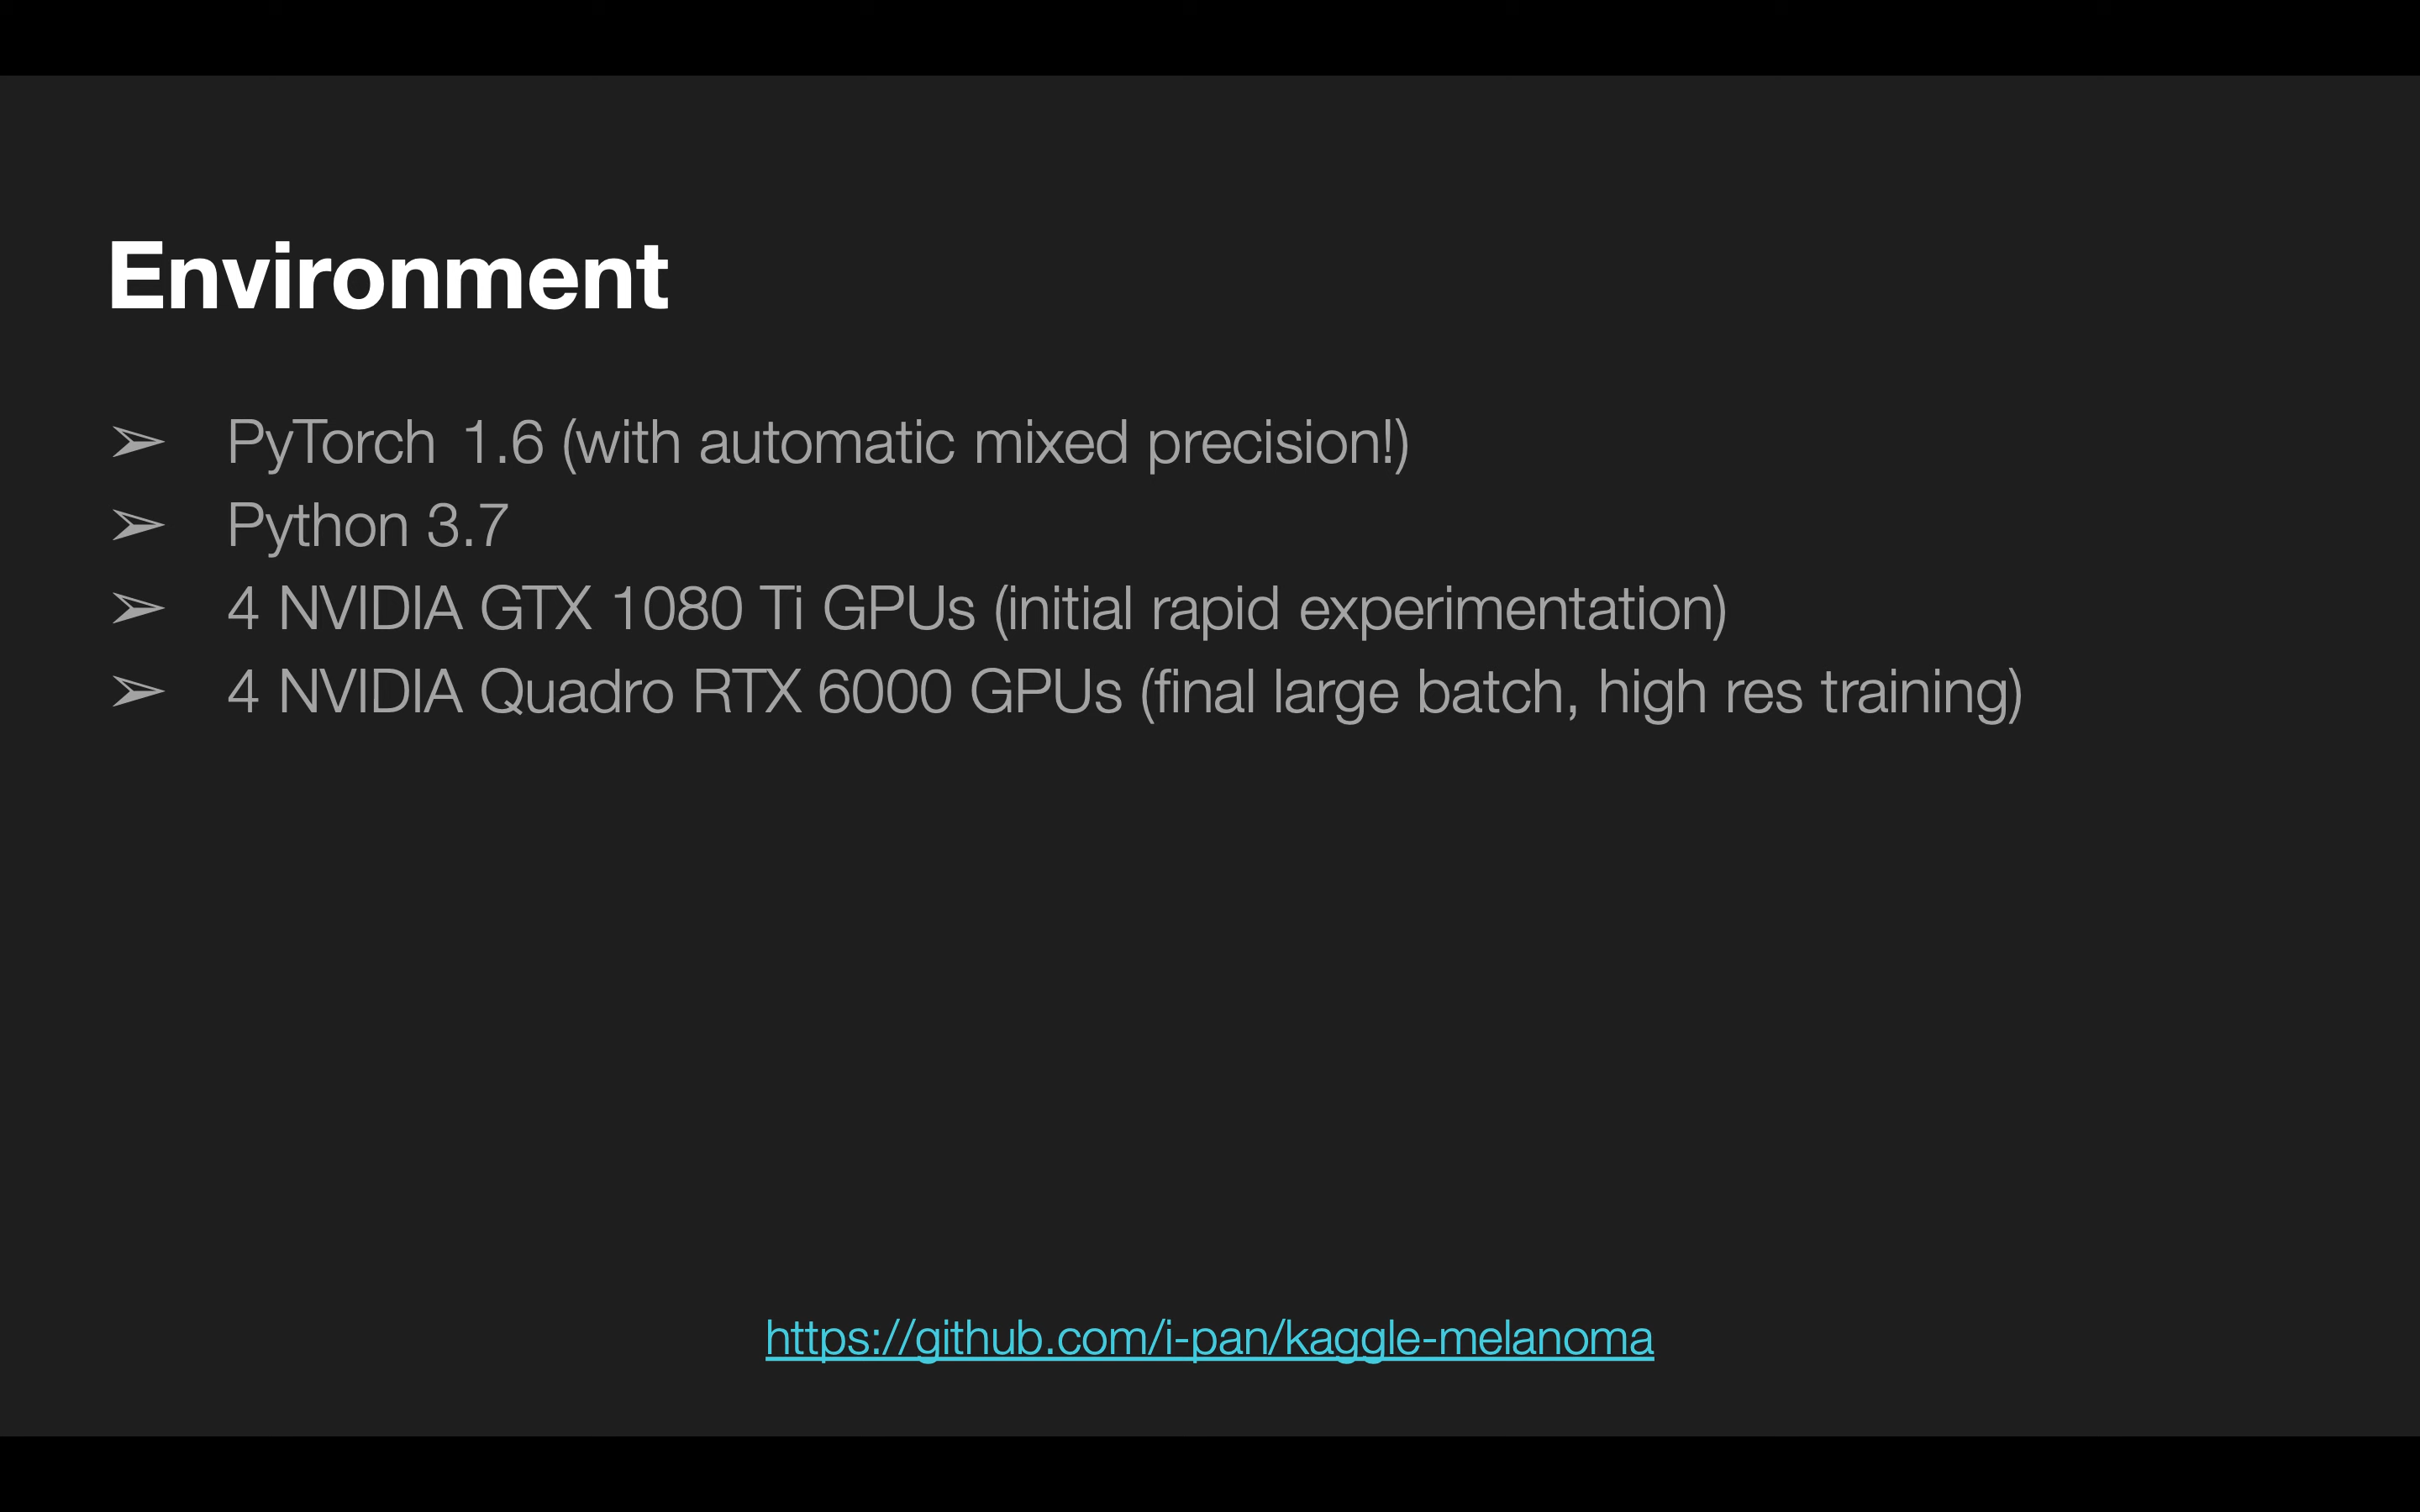 Environment
➢ PyTorch 1.6 (with automatic mixed precision!)
➢ Python 3.7
➢ 4 NVIDIA GTX 1080 Ti GPUs (initial rapid experimentation)
➢ 4 NVIDIA Quadro RTX 6000 GPUs (final large batch, high res training)
https://github.com/i-pan/kaggle-melanoma